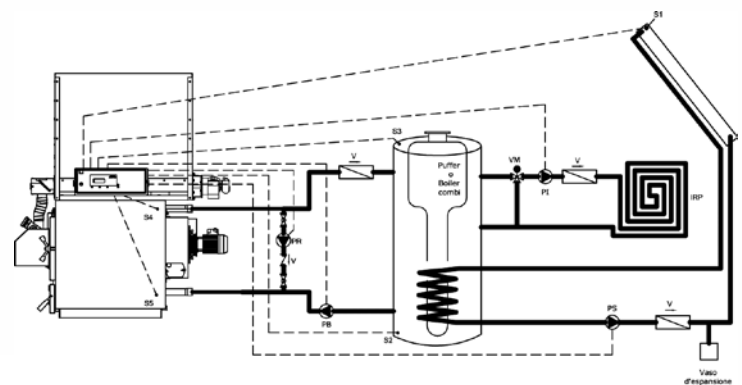 S1
S3
V
Puffer
o
Boiler
combi
VM
V
PI
IRP
S4
PR
V
S5
PB
S2
PS
V
Vaso
d'espansione